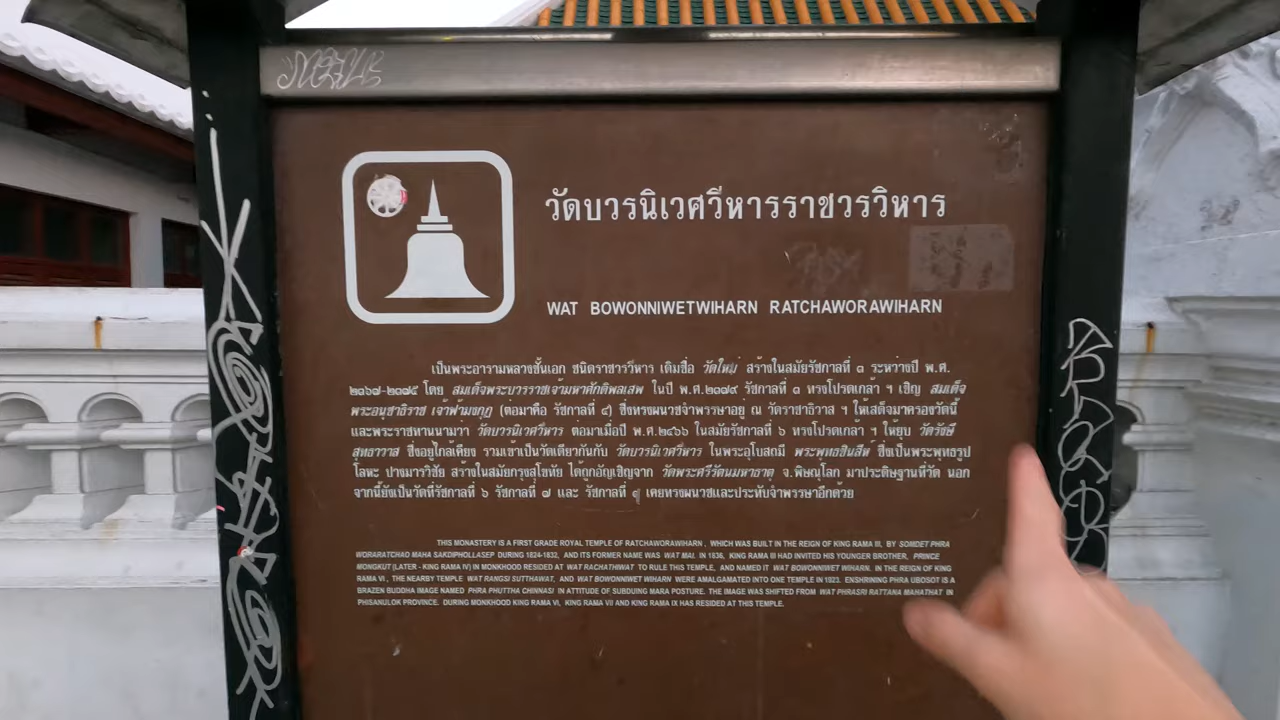 วัดบวรนิเวศวิหารราชวรวิหาร
WAT BOWONNIWETWIHARN RATCHAWORAWIHARN
เป็นพระอารามหลวงชั้นเอก ชนิดราชวรวิหาร เดิมชื่อ วัดใหม่ สร้างในสมัยรัชกาลที่ ๓ ระหว่างปี พ.ศ.
๒๓๖๗-๒๓๗๕ โดย สมเด็จพระบวรราชเจ้ามหาศักดิพลเสพ ในปี พ.ศ.๒๓๗๙ รัชกาลที่ ๓ ทรงโปรดเกล้า ฯ เชิญ สมเด็จ
พระอนุชาธิราช เจ้าฟ้ามงกุฎ (ต่อมาคือ รัชกาลที่ ๔) ซึ่งทรงผนวชจำพรรษาอยู่ ณ วัดราชาธิวาส ฯ ให้เสด็จมาครองวัดนี้
และพระราชทานนามว่า วัดบวรนิเวศวิหาร ต่อมาเมื่อปี พ.ศ.๒๔๖๖ ในสมัยรัชกาลที่ ๖ ทรงโปรดเกล้า ฯ ให้ยุบ วัดรังษี
สุทธาวาส ซึ่งอยู่ใกล้เคียง รวมเข้าเป็นวัดเดียวกันกับ วัดบวรนิเวศวิหาร ในพระอุโบสถมี พระพุทธชินสีห์ ซึ่งเป็นพระพุทธรูป
โลหะ ปางมารวิชัย สร้างในสมัยกรุงสุโขทัย ได้ถูกอัญเชิญจาก วัดพระศรีรัตนมหาธาตุ จ.พิษณุโลก มาประดิษฐานที่วัด นอก
จากนี้ยังเป็นวัดที่รัชกาลที่ ๖ รัชกาลที่ ๗ และ รัชกาลที่ ๙ เคยทรงผนวชและประทับจำพรรษาอีกด้วย
THIS MONASTERY IS A FIRST GRADE ROYAL TEMPLE OF RATCHAWORAWIHARN , WHICH WAS BUILT IN THE REIGN OF KING RAMA III, BY SOMDET PHRA
WORARATCHAO MAHA SAKDIPHOLLASEP DURING 1824-1832, AND ITS FORMER NAME WAS WAT MAI. IN 1836, KING RAMA III HAD INVITED HIS YOUNGER BROTHER, PRINCE
MONGKUT (LATER - KING RAMA IV) IN MONKHOOD RESIDED AT WAT RACHATHIWAT TO RULE THIS TEMPLE, AND NAMED IT WAT BOWONNIWET WIHARN. IN THE REIGN OF KING
RAMA VI , THE NEARBY TEMPLE WAT RANGSI SUTTHAWAT, AND WAT BOWONNIWET WIHARN WERE AMALGAMATED INTO ONE TEMPLE IN 1923. ENSHRINING PHRA UBOSOT IS A
BRAZEN BUDDHA IMAGE NAMED PHRA PHUTTHA CHINNASI IN ATTITUDE OF SUBDUING MARA POSTURE. THE IMAGE WAS SHIFTED FROM WAT PHRASRI RATTANA MAHATHAT IN
PHISANULOK PROVINCE. DURING MONKHOOD KING RAMA VI, KING RAMA VII AND KING RAMA IX HAS RESIDED AT THIS TEMPLE.